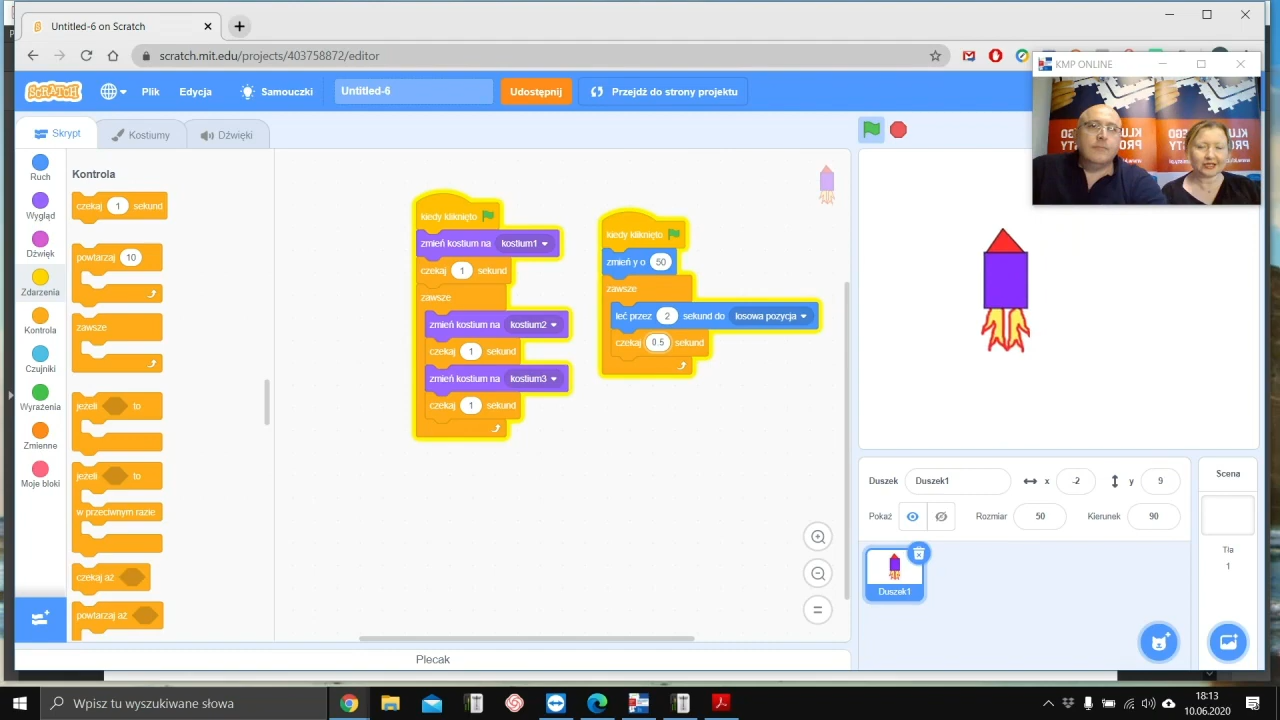 Untitled-6 on Scratch
scratch.mit.edu/projects/403758872/editor
KMP ONLINE
SCRATCH
Plik
Edycja
Samouczki
Untitled-6
Udostępnij
Przejdź do strony projektu
Skrypt
Kostiumy
Dźwięki
Ruch
Wygląd
Dźwięk
Zdarzenia
Kontrola
Czujniki
Wyrażenia
Zmienne
Moje bloki
Kontrola
czekaj 1 sekund
powtarzaj 10
zawsze
jeżeli to
jeżeli to
w przeciwnym razie
czekaj aż
powtarzaj aż
kiedy kliknięto
zmień kostium na kostium1
czekaj 1 sekund
zawsze
zmień kostium na kostium2
czekaj 1 sekund
zmień kostium na kostium3
czekaj 1 sekund
kiedy kliknięto
zmień y o 50
zawsze
leć przez 2 sekund do losowa pozycja
czekaj 0.5 sekund
Duszek
Duszek1
x
-2
y
9
Pokaż
Rozmiar
50
Kierunek
90
Duszek1
Scena
Tła
1
Plecak
Wpisz tu wyszukiwane słowa
18:13
10.06.2020